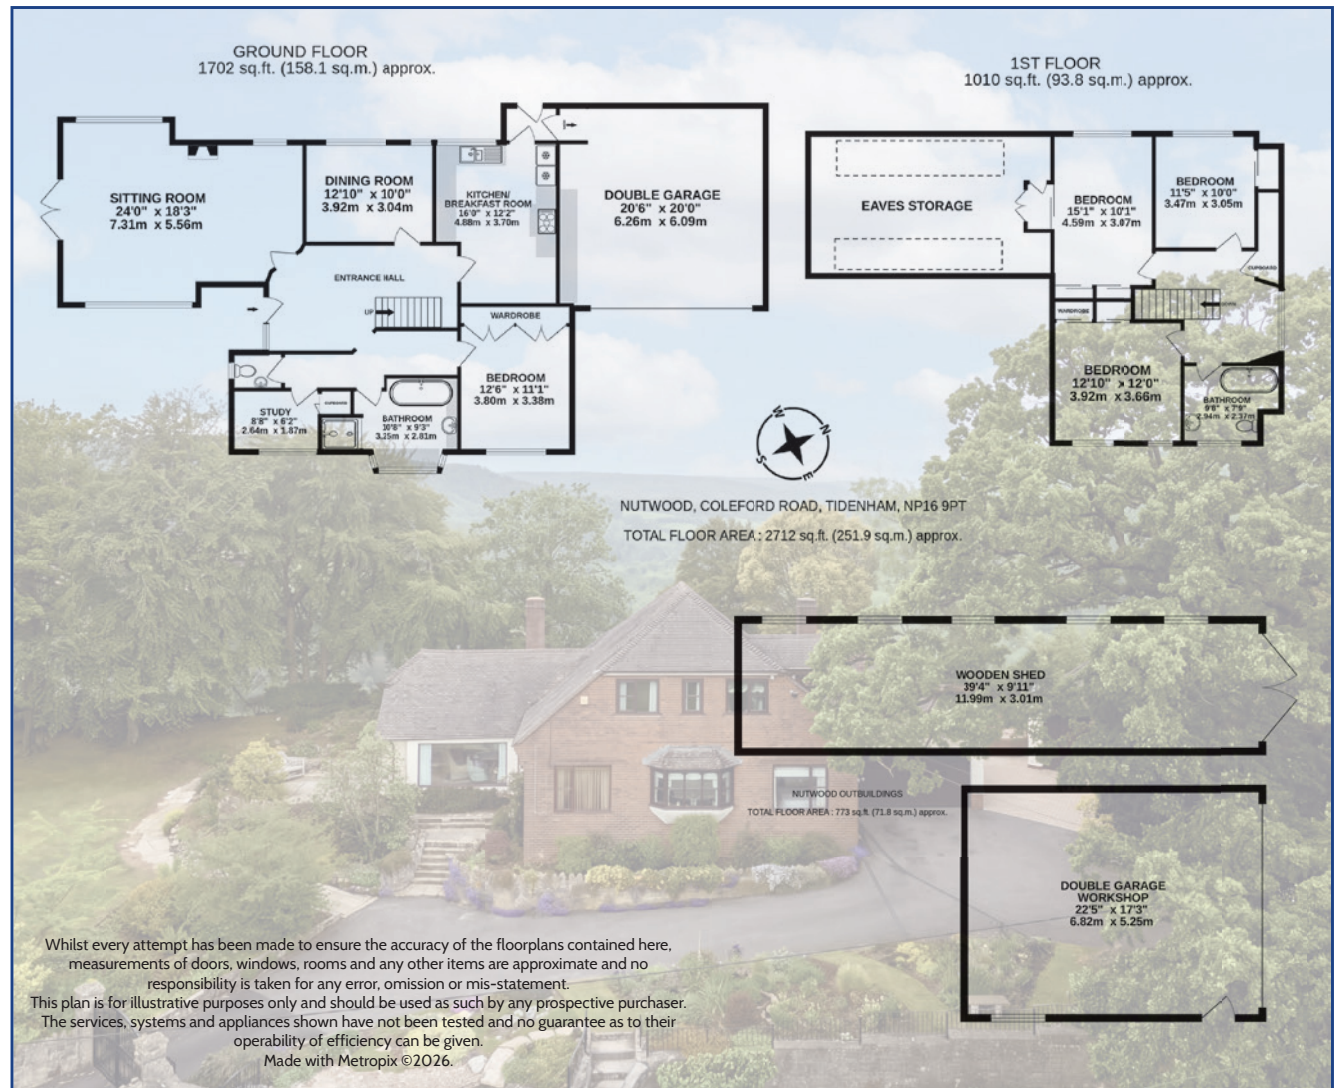 GROUND FLOOR
1702 sq.ft. (158.1 sq.m.) approx.
SITTING ROOM
24'0" x 18'3"
7.31m x 5.56m
DINING ROOM
12'10" x 10'0"
3.92m x 3.04m
KITCHEN/
BREAKFAST ROOM
16'0" x 12'2"
4.88m x 3.70m
DOUBLE GARAGE
20'6" x 20'0"
6.26m x 6.09m
ENTRANCE HALL
UP
WARDROBE
BEDROOM
12'6" x 11'1"
3.80m x 3.38m
STUDY
8'8" x 6'2"
2.64m x 1.87m
CUPBOARD
BATHROOM
10'8" x 9'3"
3.25m x 2.81m
1ST FLOOR
1010 sq.ft. (93.8 sq.m.) approx.
EAVES STORAGE
BEDROOM
15'1" x 10'1"
4.59m x 3.07m
BEDROOM
11'5" x 10'0"
3.47m x 3.05m
CUPBOARD
WARDROBE
DOWN
BEDROOM
12'10" x 12'0"
3.92m x 3.66m
BATHROOM
9'8" x 7'9"
2.94m x 2.37m
W
N
S
E
NUTWOOD, COLEFORD ROAD, TIDENHAM, NP16 9PT
TOTAL FLOOR AREA: 2712 sq.ft. (251.9 sq.m.) approx.
WOODEN SHED
39'4" x 9'11"
11.99m x 3.01m
NUTWOOD OUTBUILDINGS
TOTAL FLOOR AREA : 773 sq.ft. (71.8 sq.m.) approx.
DOUBLE GARAGE
WORKSHOP
22'5" x 17'3"
6.82m x 5.25m
Whilst every attempt has been made to ensure the accuracy of the floorplans contained here,
measurements of doors, windows, rooms and any other items are approximate and no
responsibility is taken for any error, omission or mis-statement.
This plan is for illustrative purposes only and should be used as such by any prospective purchaser.
The services, systems and appliances shown have not been tested and no guarantee as to their
operability of efficiency can be given.
Made with Metropix ©2026.